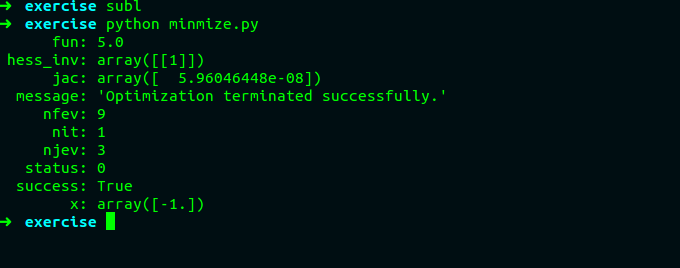 ➜ exercise subl
➜ exercise python minmize.py
      fun: 5.0
 hess_inv: array([[1]])
      jac: array([  5.96046448e-08])
  message: 'Optimization terminated successfully.'
     nfev: 9
      nit: 1
     njev: 3
   status: 0
  success: True
        x: array([-1.])
➜ exercise